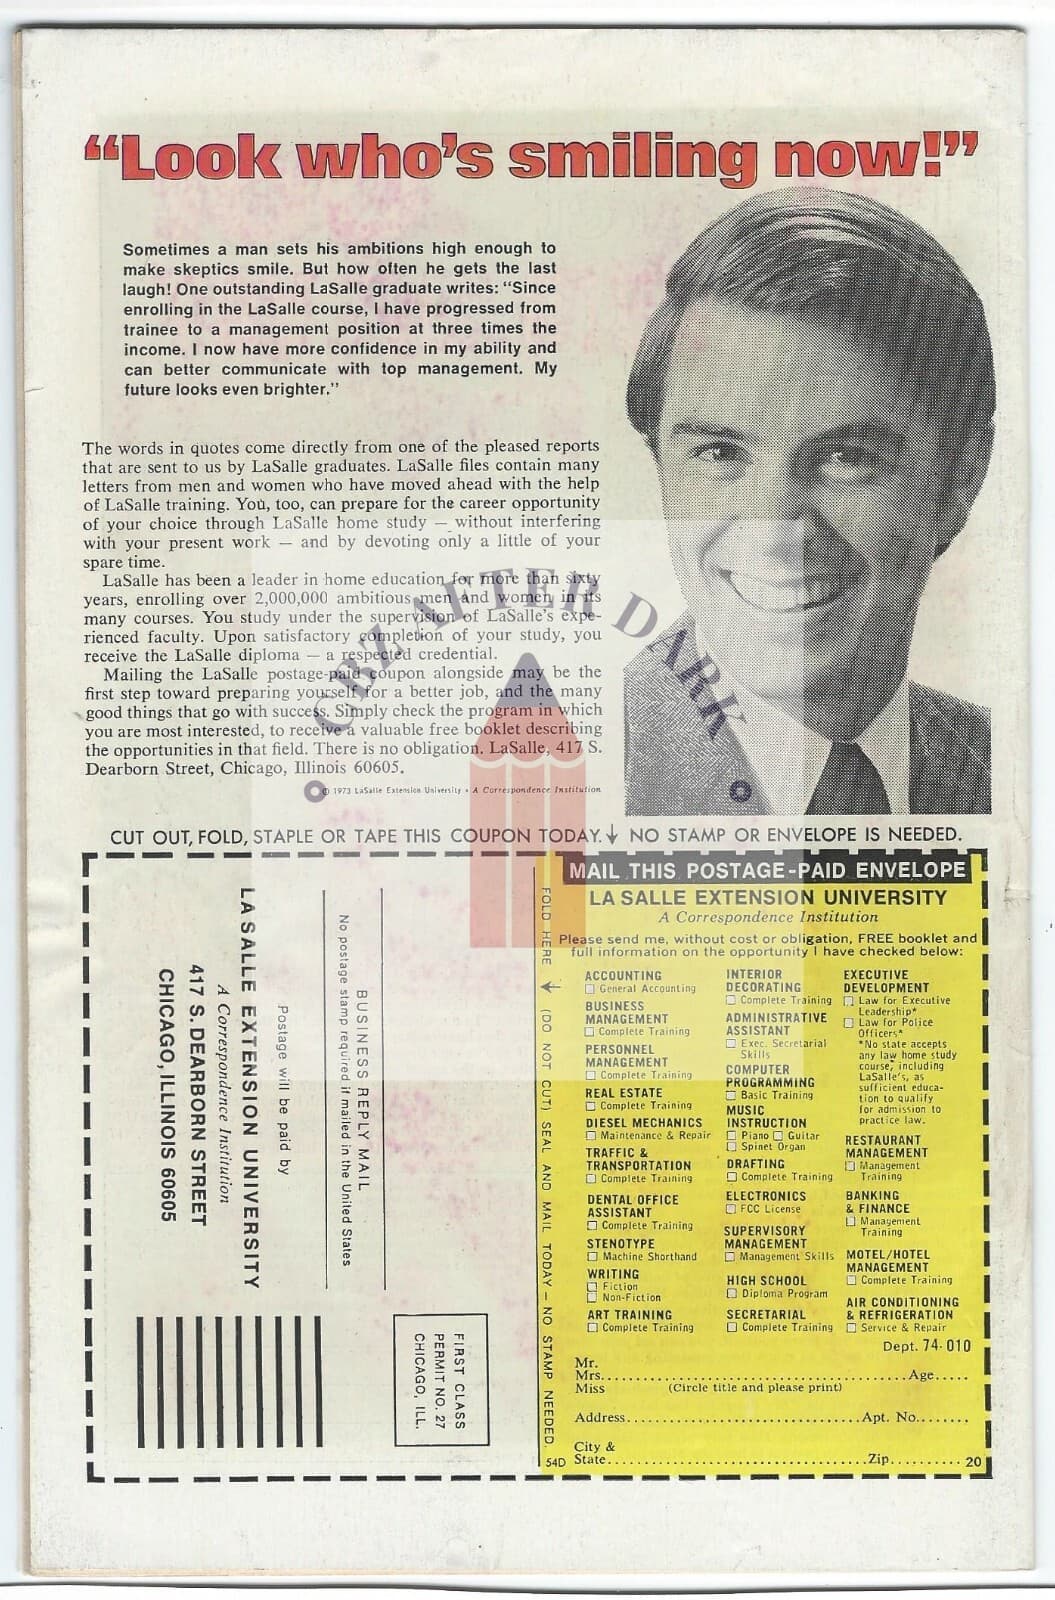 “Look who's smiling now!”
Sometimes a man sets his ambitions high enough to
make skeptics smile. But how often he gets the last
laugh! One outstanding LaSalle graduate writes: “Since
enrolling in the LaSalle course, I have progressed from
trainee to a management position at three times the
income. I now have more confidence in my ability and
can better communicate with top management. My
future looks even brighter.”
The words in quotes come directly from one of the pleased reports
that are sent to us by LaSalle graduates. LaSalle files contain many
letters from men and women who have moved ahead with the help
of LaSalle training. You, too, can prepare for the career opportunity
of your choice through LaSalle home study — without interfering
with your present work — and by devoting only a little of your
spare time.
LaSalle has been a leader in home education for more than sixty
years, enrolling over 2,000,000 ambitious men and women in its
many courses. You study under the supervision of LaSalle's expe-
rienced faculty. Upon satisfactory completion of your study, you
receive the LaSalle diploma — a respected credential.
Mailing the LaSalle postage-paid coupon alongside may be the
first step toward preparing yourself for a better job, and the many
good things that go with success. Simply check the program in which
you are most interested, to receive a valuable free booklet describing
the opportunities in that field. There is no obligation. LaSalle, 417 S.
Dearborn Street, Chicago, Illinois 60605.
© 1973 LaSalle Extension University • A Correspondence Institution
CBZ AFTER DARK
CUT OUT, FOLD, STAPLE OR TAPE THIS COUPON TODAY. ↓ NO STAMP OR ENVELOPE IS NEEDED.
FIRST CLASS
PERMIT NO. 27
CHICAGO, ILL.
BUSINESS REPLY MAIL
No postage stamp required if mailed in the United States
Postage will be paid by
LA SALLE EXTENSION UNIVERSITY
A Correspondence Institution
417 S. DEARBORN STREET
CHICAGO, ILLINOIS 60605
FOLD HERE → (DO NOT CUT) SEAL AND MAIL TODAY — NO STAMP NEEDED.
MAIL THIS POSTAGE-PAID ENVELOPE
LA SALLE EXTENSION UNIVERSITY
A Correspondence Institution
Please send me, without cost or obligation, FREE booklet and
full information on the opportunity I have checked below:
ACCOUNTING
☐ General Accounting
BUSINESS
MANAGEMENT
☐ Complete Training
PERSONNEL
MANAGEMENT
☐ Complete Training
REAL ESTATE
☐ Complete Training
DIESEL MECHANICS
☐ Maintenance & Repair
TRAFFIC &
TRANSPORTATION
☐ Complete Training
DENTAL OFFICE
ASSISTANT
☐ Complete Training
STENOTYPE
☐ Machine Shorthand
WRITING
☐ Fiction
☐ Non-Fiction
ART TRAINING
☐ Complete Training
INTERIOR
DECORATING
☐ Complete Training
ADMINISTRATIVE
ASSISTANT
☐ Exec. Secretarial
Skills
COMPUTER
PROGRAMMING
☐ Basic Training
MUSIC
INSTRUCTION
☐ Piano ☐ Guitar
☐ Spinet Organ
DRAFTING
☐ Complete Training
ELECTRONICS
☐ FCC License
SUPERVISORY
MANAGEMENT
☐ Management Skills
HIGH SCHOOL
☐ Diploma Program
SECRETARIAL
☐ Complete Training
EXECUTIVE
DEVELOPMENT
☐ Law for Executive
Leadership*
☐ Law for Police
Officers*
*No state accepts
any law home study
course, including
LaSalle's, as
sufficient educa-
tion to qualify
for admission to
practice law.
RESTAURANT
MANAGEMENT
☐ Management
Training
BANKING
& FINANCE
☐ Management
Training
MOTEL/HOTEL
MANAGEMENT
☐ Complete Training
AIR CONDITIONING
& REFRIGERATION
☐ Service & Repair
Dept. 74-010
Mr.
Mrs. Age
Miss (Circle title and please print)
Address Apt. No.
City &
State Zip
54D 20